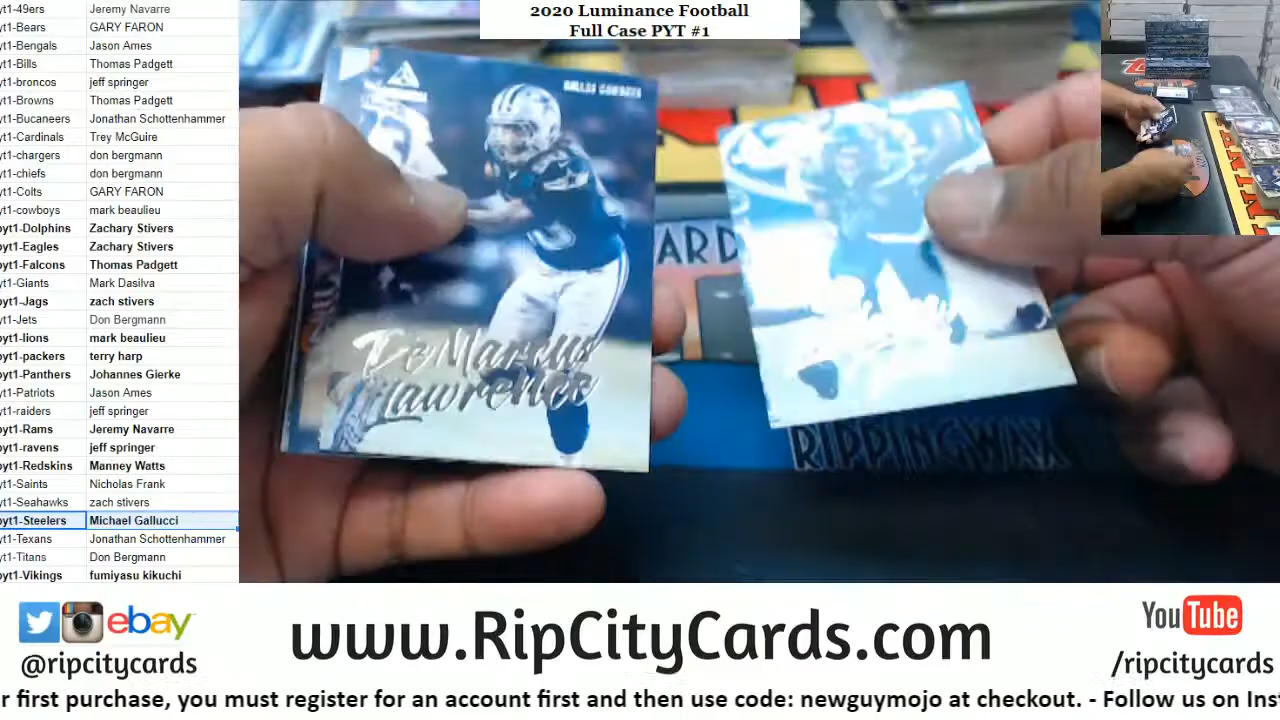 2020 Luminance Football
Full Case PYT #1
yt1-49ers Jeremy Navarre
yt1-Bears GARY FARON
yt1-Bengals Jason Ames
yt1-Bills Thomas Padgett
yt1-broncos jeff springer
yt1-Browns Thomas Padgett
yt1-Bucaneers Jonathan Schottenhammer
yt1-Cardinals Trey McGuire
yt1-chargers don bergmann
yt1-chiefs don bergmann
yt1-Colts GARY FARON
yt1-cowboys mark beaulieu
pyt1-Dolphins Zachary Stivers
pyt1-Eagles Zachary Stivers
pyt1-Falcons Thomas Padgett
yt1-Giants Mark Dasilva
pyt1-Jags zach stivers
yt1-Jets Don Bergmann
pyt1-lions mark beaulieu
pyt1-packers terry harp
pyt1-Panthers Johannes Gierke
yt1-Patriots Jason Ames
yt1-raiders jeff springer
pyt1-Rams Jeremy Navarre
pyt1-ravens jeff springer
pyt1-Redskins Manney Watts
yt1-Saints Nicholas Frank
yt1-Seahawks zach stivers
pyt1-Steelers Michael Gallucci
yt1-Texans Jonathan Schottenhammer
yt1-Titans Don Bergmann
pyt1-Vikings fumiyasu kikuchi
DALLAS COWBOYS
DeMarcus
Lawrence
ARD
RIPPINGWAX
ebay
@ripcitycards
www.RipCityCards.com
YouTube
/ripcitycards
r first purchase, you must register for an account first and then use code: newguymojo at checkout. - Follow us on Inst